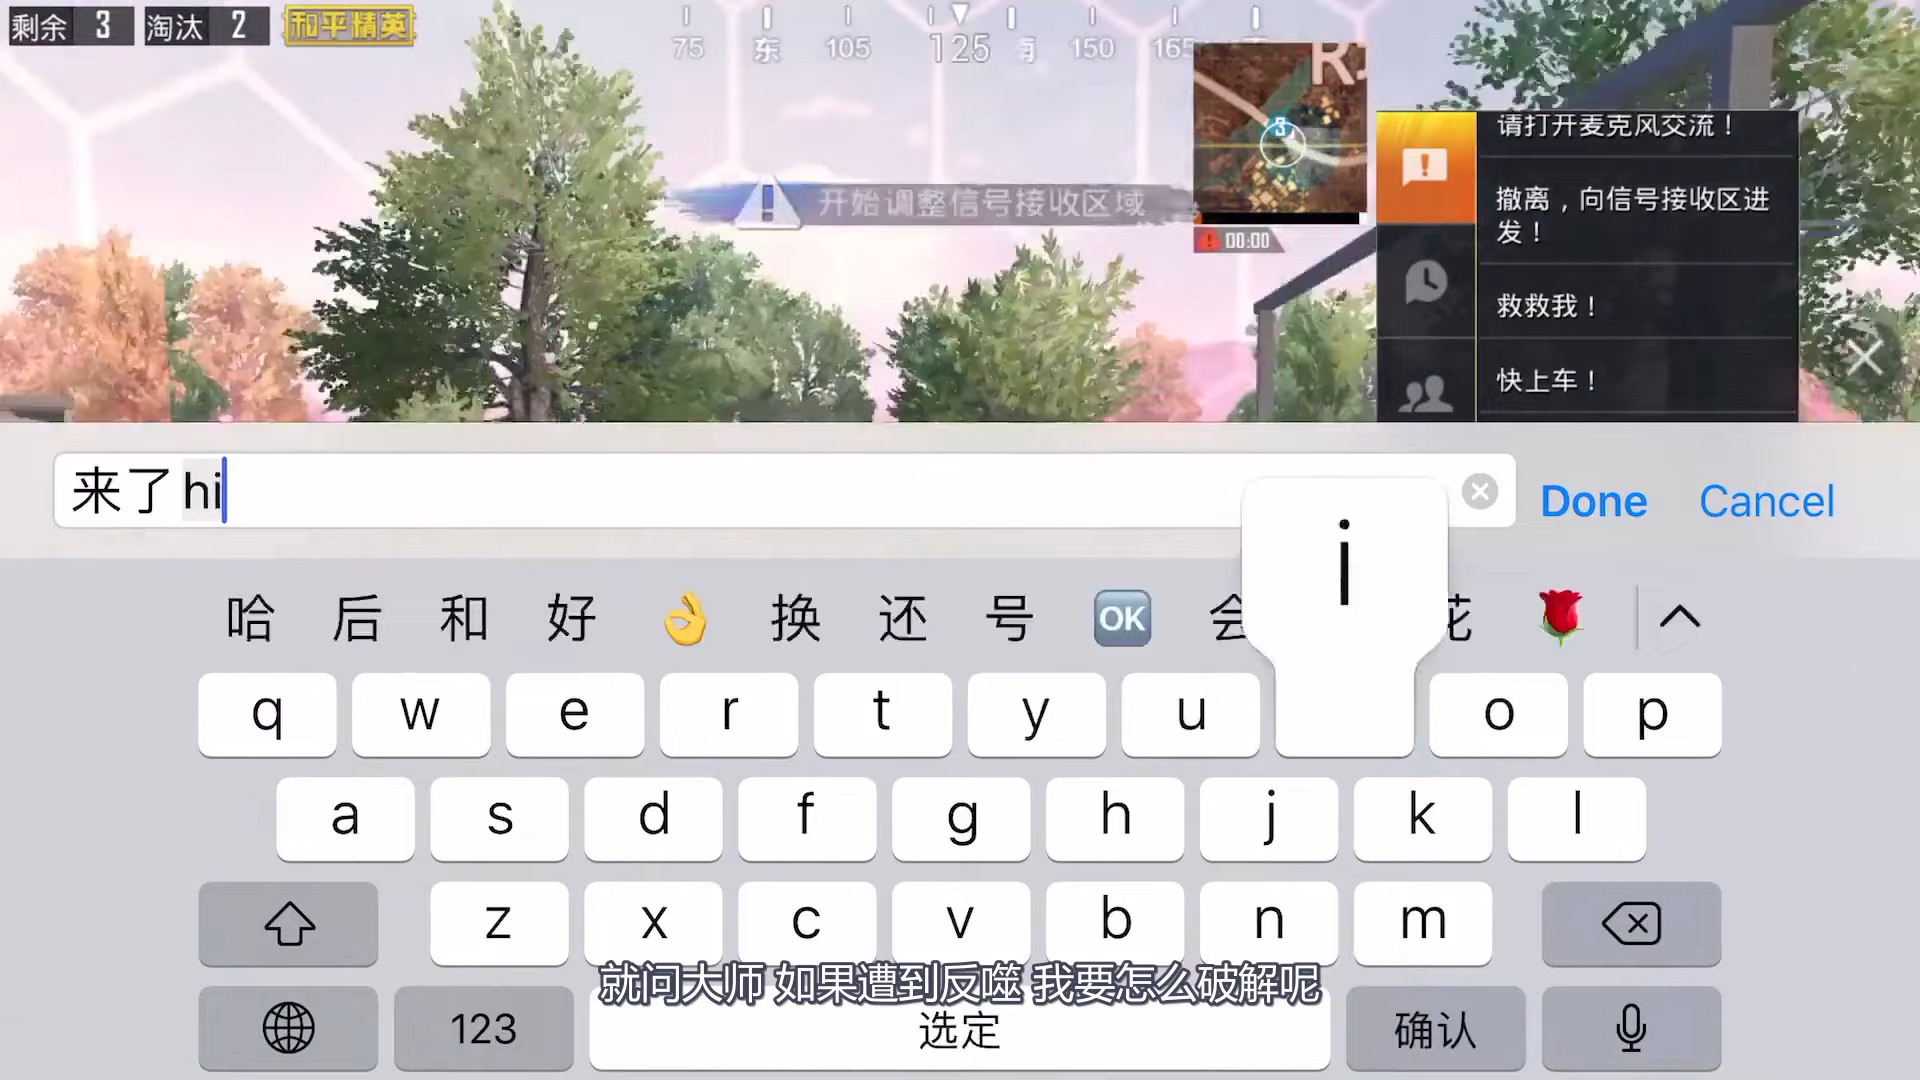 剩余 3 淘汰 2 和平精英
75 东 105 125 150 165
R
3
00:00
开始调整信号接收区域
请打开麦克风交流！
撤离，向信号接收区进
发！
救救我！
快上车！
来了hi
Done Cancel
哈 后 和 好 换 还 号 OK 会 花
i
q w e r t y u o p
a s d f g h j k l
z x c v b n m
就问大师 如果遭到反噬 我要怎么破解呢
123 选定 确认